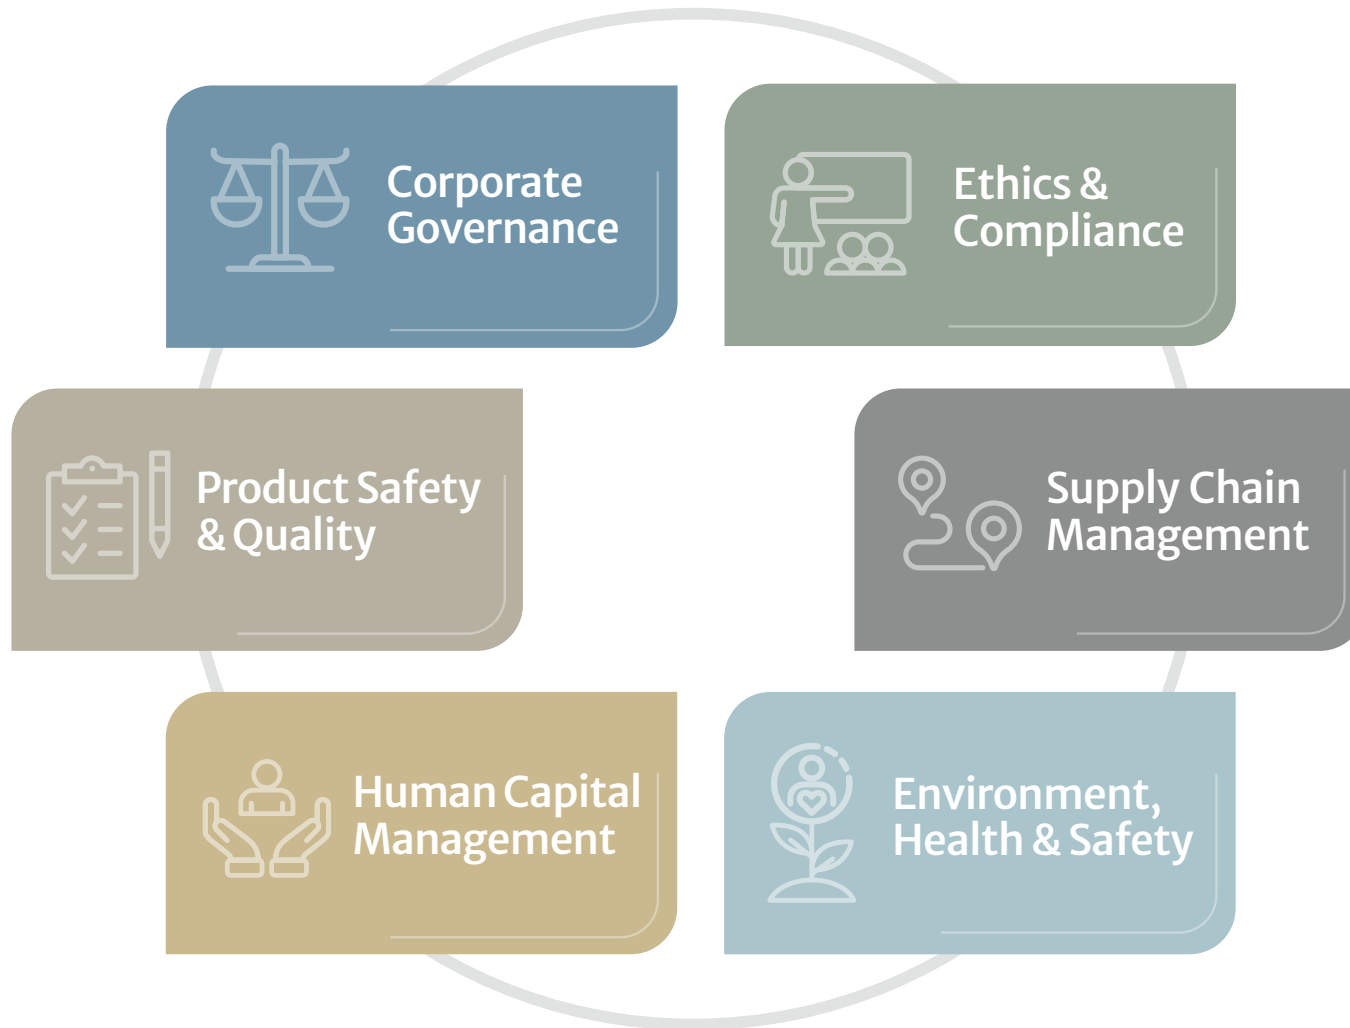 Corporate
Governance
Ethics &
Compliance
Product Safety
& Quality
Supply Chain
Management
Human Capital
Management
Environment,
Health & Safety